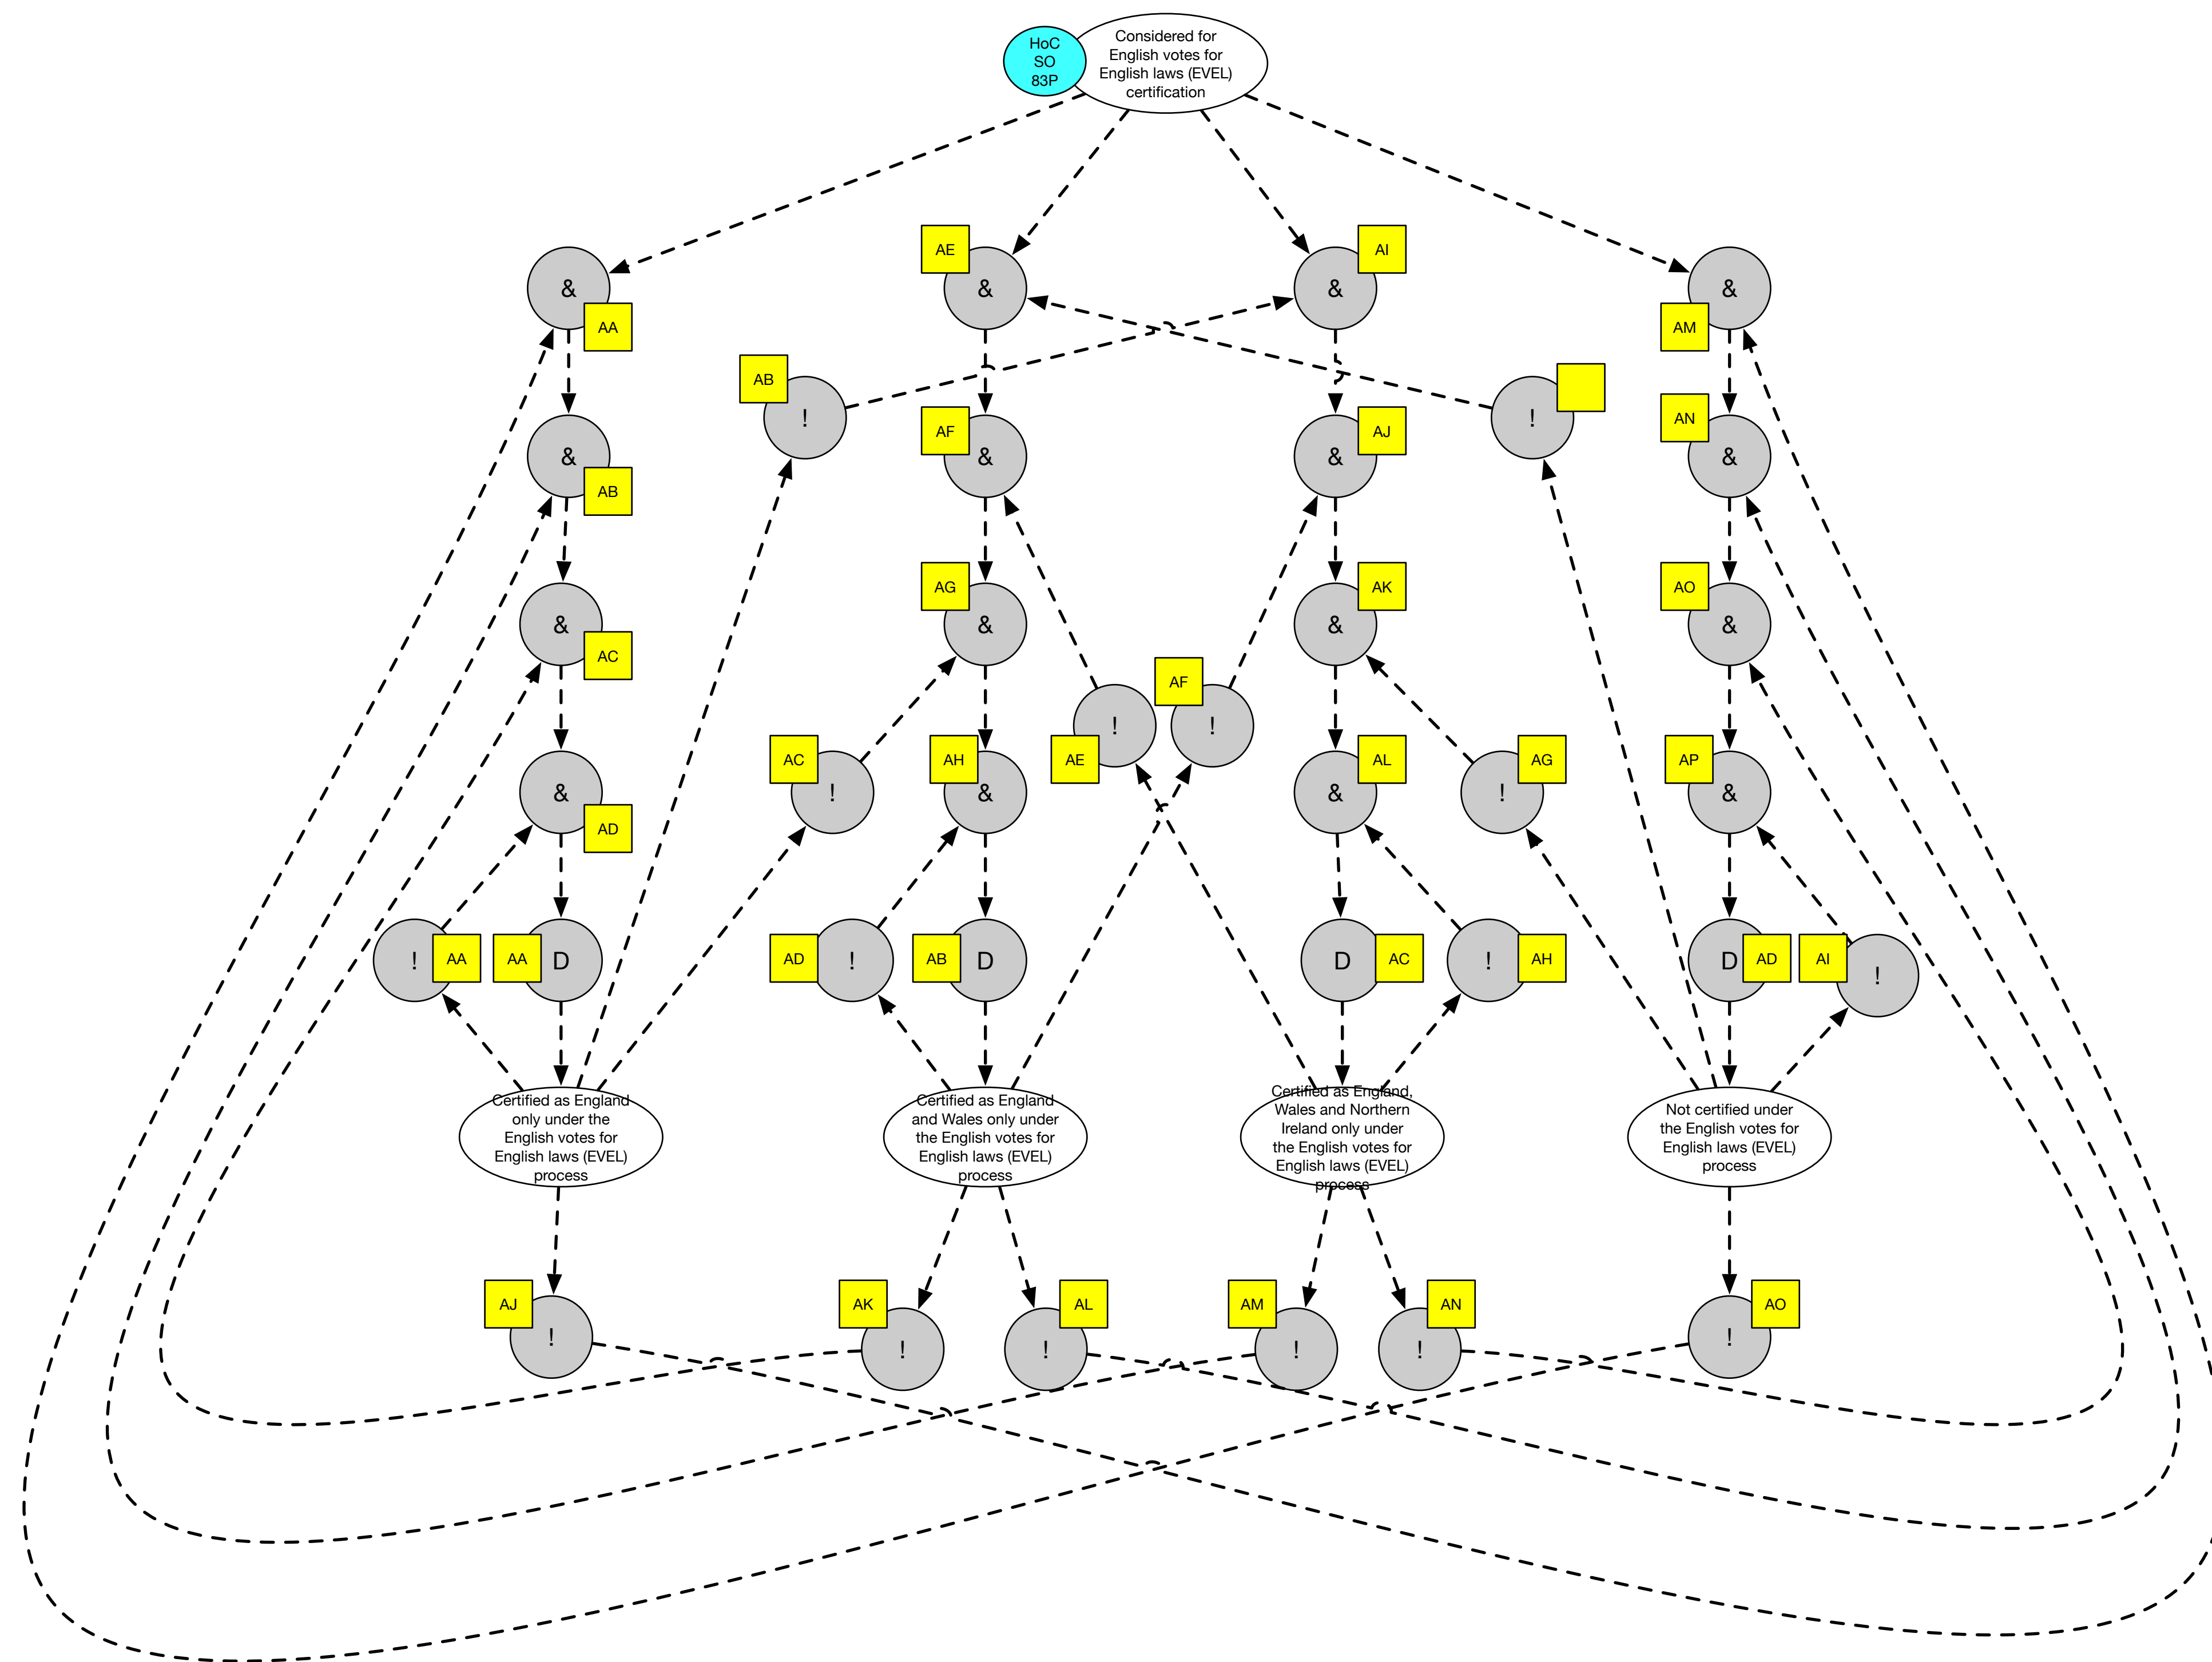 HoC
SO
83P
Considered for
English votes for
English laws (EVEL)
certification
AE
AI
&
&
&
&
AA
AM
AB
!
!
AF
AJ
AN
&
&
&
&
AB
AG
AK
AO
&
&
&
&
AC
AF
!
!
AE
AC
AH
AL
AG
AP
&
!
&
&
!
&
AD
!
AA
AA
D
AD
!
AB
D
D
AC
!
AH
D
AD
AI
!
Certified as England
only under the
English votes for
English laws (EVEL)
process
Certified as England
and Wales only under
the English votes for
English laws (EVEL)
process
Certified as England,
Wales and Northern
Ireland only under
the English votes for
English laws (EVEL)
process
Not certified under
the English votes for
English laws (EVEL)
process
AJ
AK
AL
AM
AN
AO
!
!
!
!
!
!